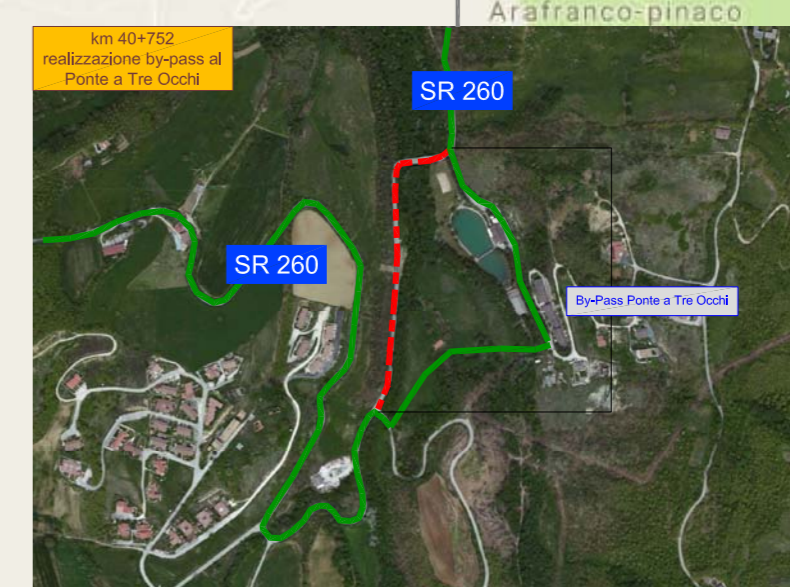 Arafranco-pinaco
km 40+752
realizzazione by-pass al
Ponte a Tre Occhi
SR 260
SR 260
By-Pass Ponte a Tre Occhi